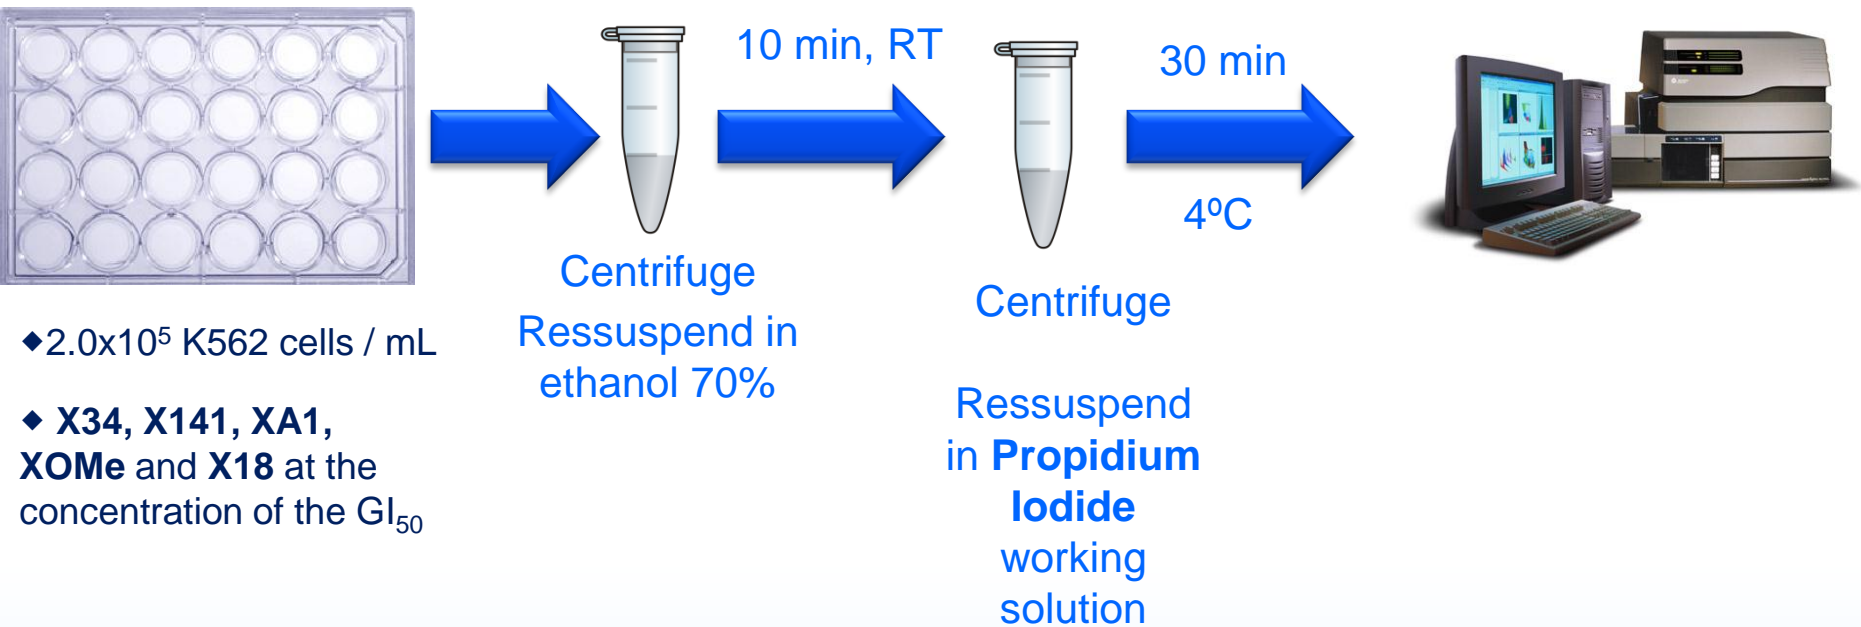 10 min, RT
30 min
4ºC
Centrifuge
Ressuspend in
ethanol 70%
Centrifuge
Ressuspend
in Propidium
Iodide
working
solution
◆2.0x10⁵ K562 cells / mL
◆ X34, X141, XA1,
XOMe and X18 at the
concentration of the GI₅₀